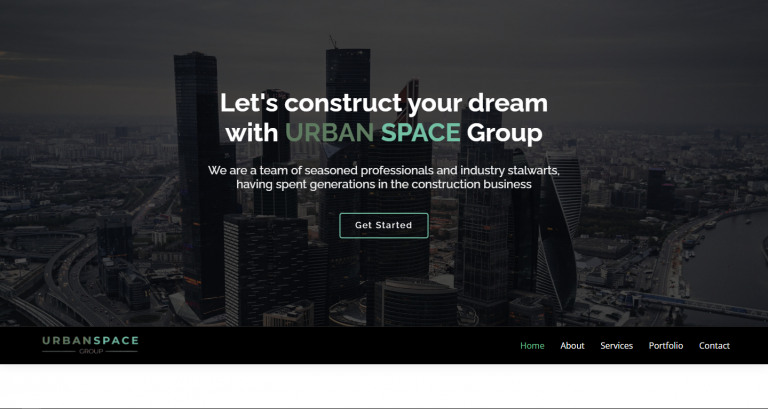 Let's construct your dream
with URBAN SPACE Group
We are a team of seasoned professionals and industry stalwarts,
having spent generations in the construction business
Get Started
URBANSPACE
GROUP
Home About Services Portfolio Contact